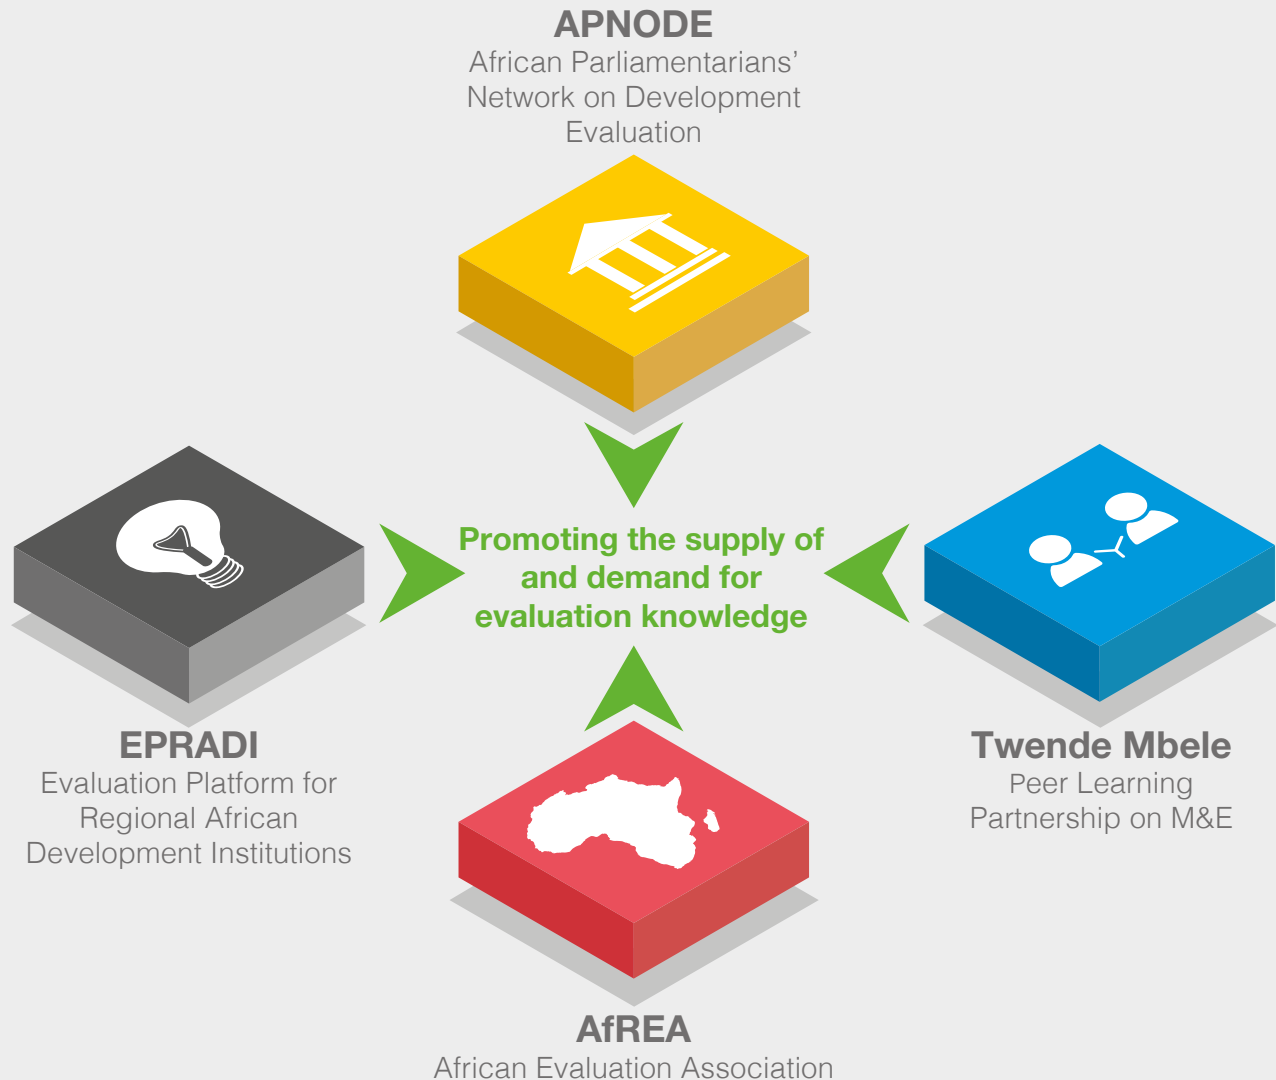 APNODE
African Parliamentarians’
Network on Development
Evaluation
Promoting the supply of
and demand for
evaluation knowledge
EPRADI
Evaluation Platform for
Regional African
Development Institutions
Twende Mbele
Peer Learning
Partnership on M&E
AfREA
African Evaluation Association